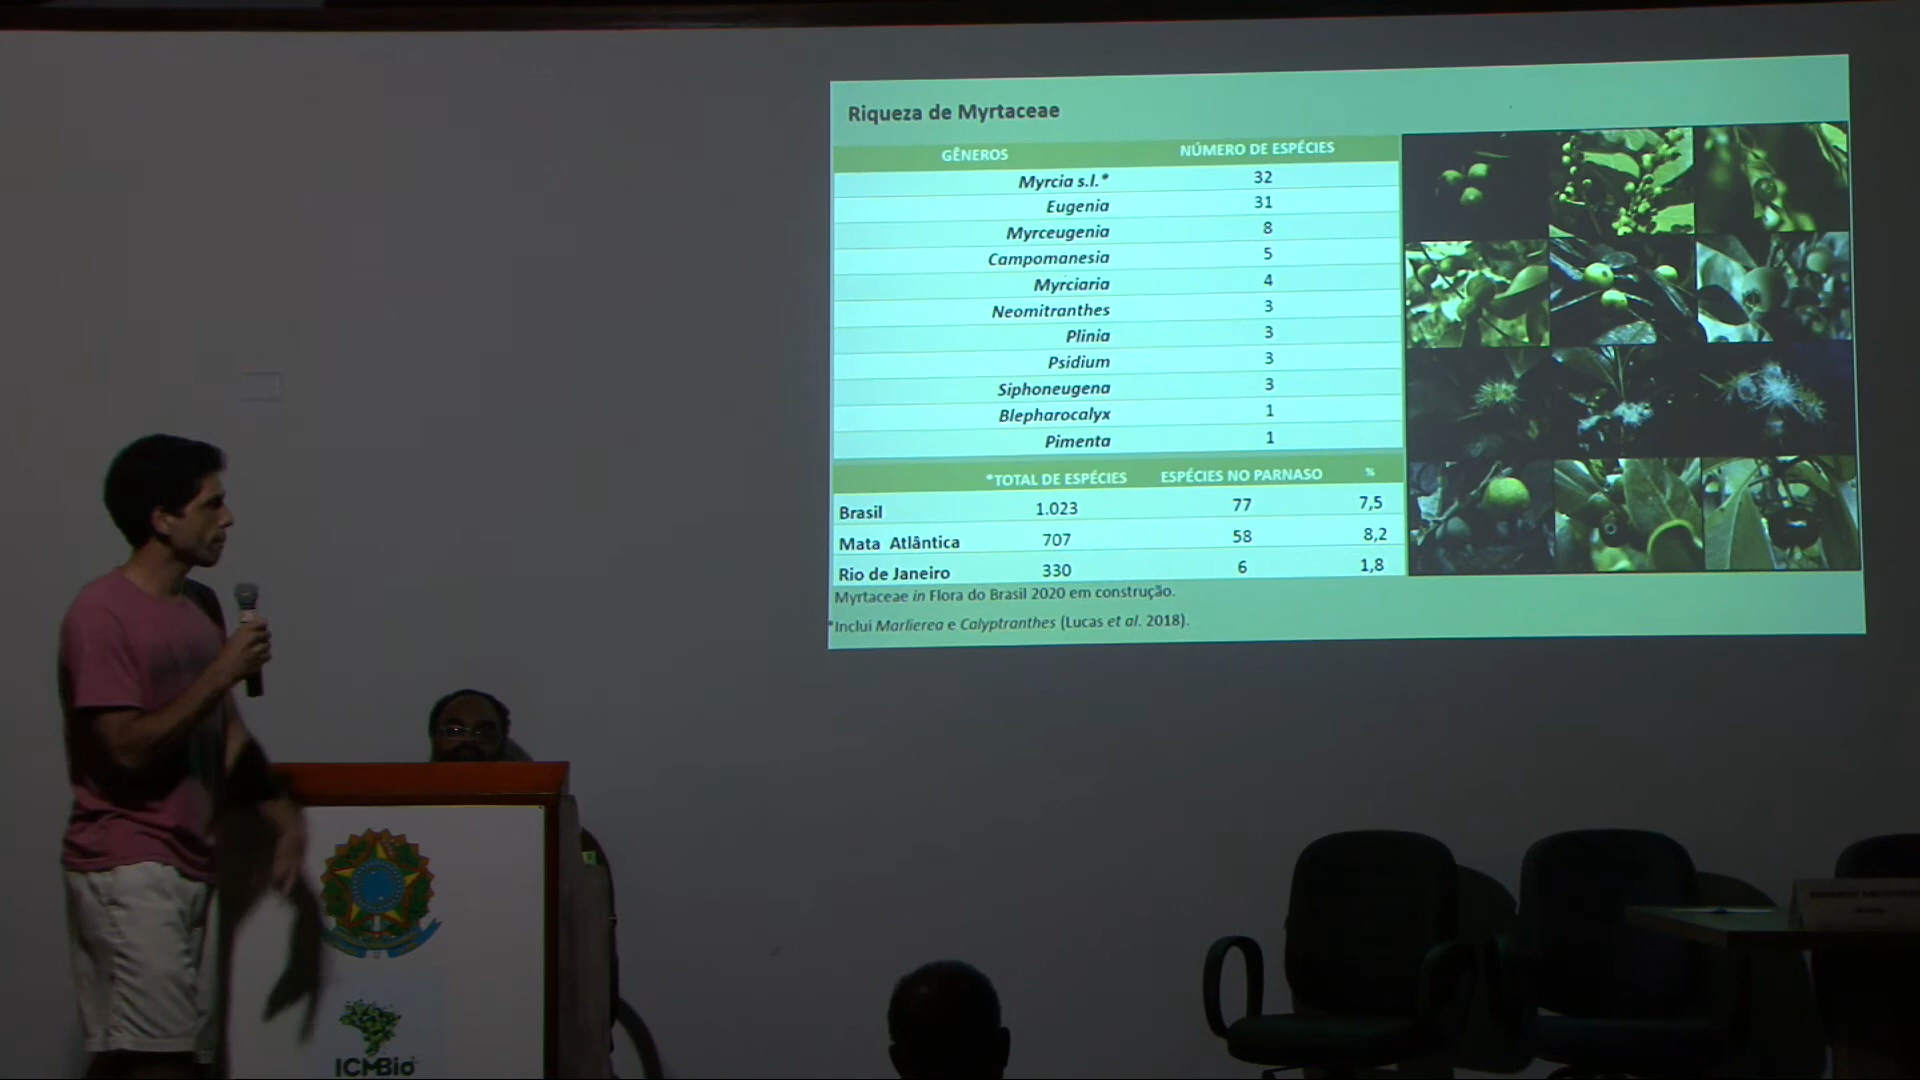 Riqueza de Myrtaceae
GÊNEROS NÚMERO DE ESPÉCIES
Myrcia s.l.* 32
Eugenia 31
Myrceugenia 8
Campomanesia 5
Myrciaria 4
Neomitranthes 3
Plinia 3
Psidium 3
Siphoneugena 3
Blepharocalyx 1
Pimenta 1
*TOTAL DE ESPÉCIES ESPÉCIES NO PARNASO %
Brasil 1.023 77 7,5
Mata Atlântica 707 58 8,2
Rio de Janeiro 330 6 1,8
Myrtaceae in Flora do Brasil 2020 em construção.
*Inclui Marlierea e Calyptranthes (Lucas et al. 2018).
ICMBio